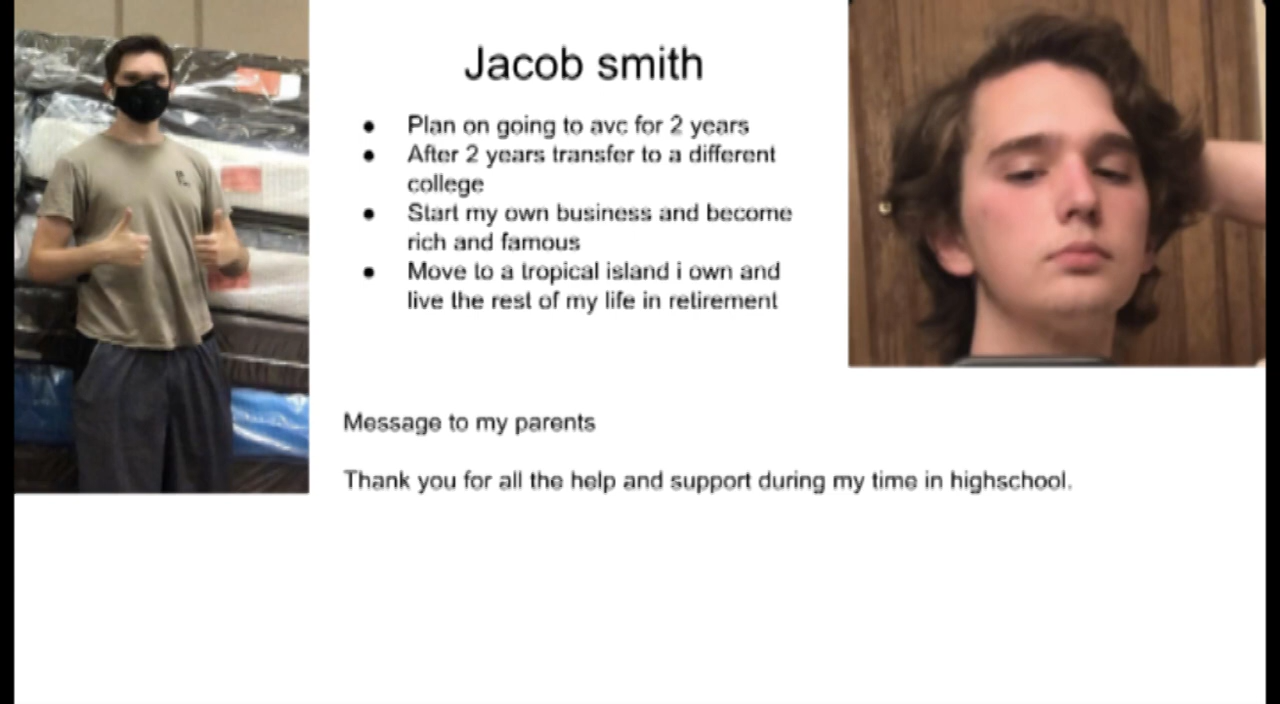 Jacob smith
● Plan on going to avc for 2 years
● After 2 years transfer to a different
college
● Start my own business and become
rich and famous
● Move to a tropical island i own and
live the rest of my life in retirement
Message to my parents
Thank you for all the help and support during my time in highschool.